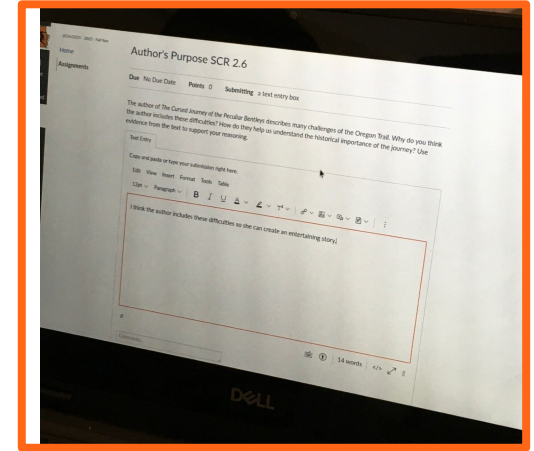 Home
Assignments
Author's Purpose SCR 2.6
Due No Due Date Points 0 Submitting a text entry box
The author of The Cursed Journey of the Peculiar Bentleys describes many challenges of the Oregon Trail. Why do you think
the author includes these difficulties? How do they help us understand the historical importance of the journey? Use
evidence from the text to support your reasoning.
Text Entry
Copy and paste or type your submission right here.
Edit View Insert Format Tools Table
12pt Paragraph B I U A
I think the author includes these difficulties so she can create an entertaining story.
p
14 words </>
Comments...
DELL